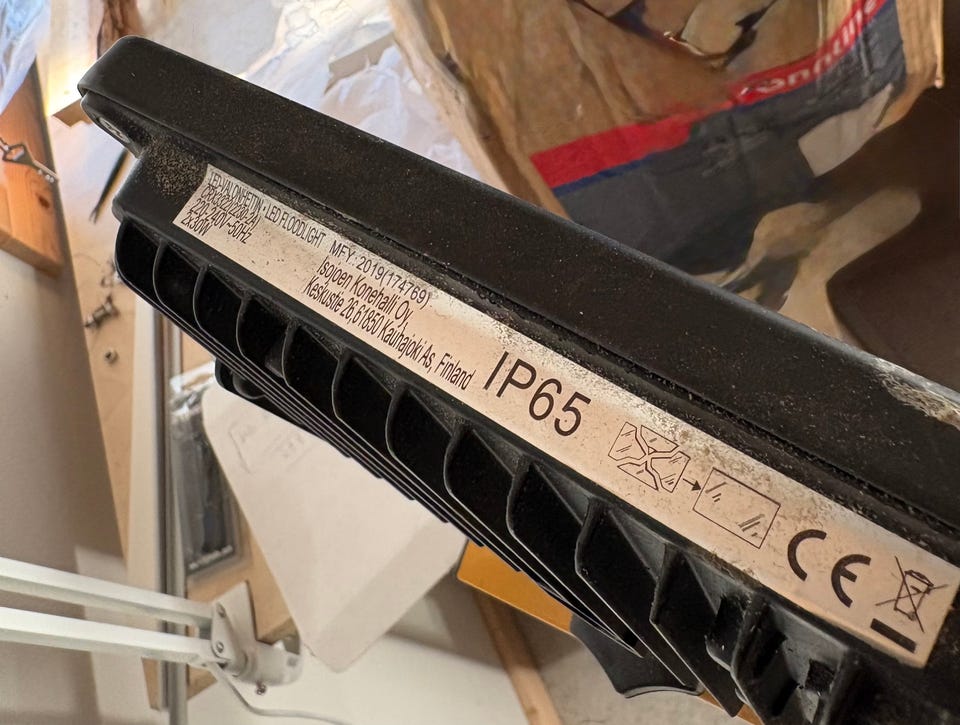 LED-VALONHEITIN • LED FLOODLIGHT MFY: 2019(174769)
220-240V~50Hz
2x30W
Isojoen Konehalli Oy,
Keskustie 26 61850 Kauhajoki As, Finland
IP65
CE